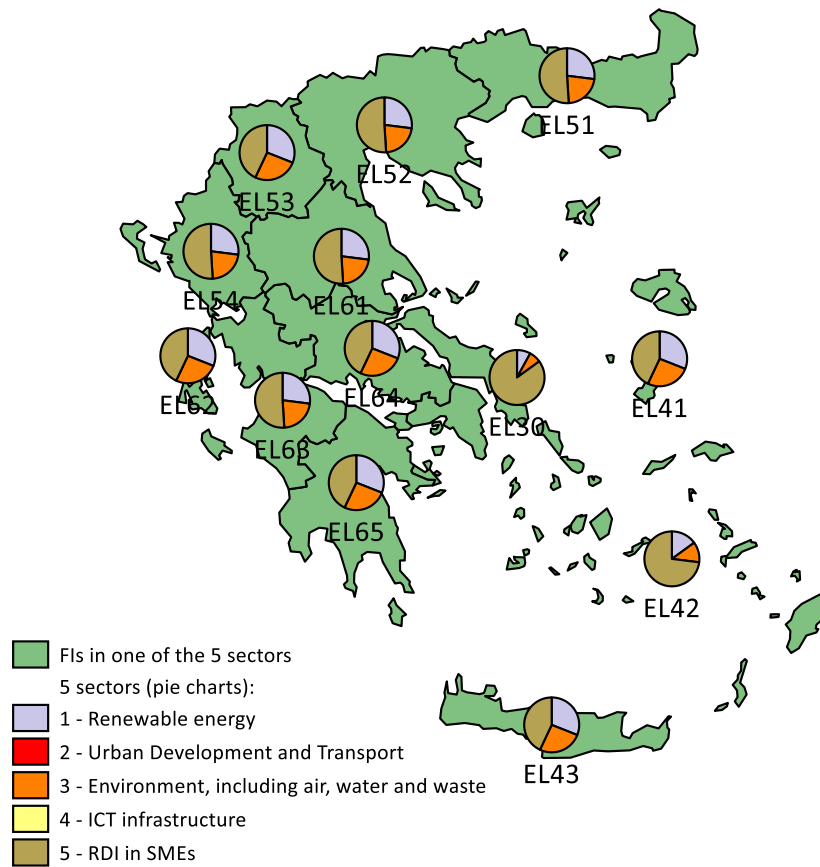 EL51
EL52
EL53
EL54
EL61
EL64
EL62
EL30
EL41
EL63
EL65
EL42
FIs in one of the 5 sectors
5 sectors (pie charts):
1 - Renewable energy
2 - Urban Development and Transport
EL43
3 - Environment, including air, water and waste
4 - ICT infrastructure
5 - RDI in SMEs